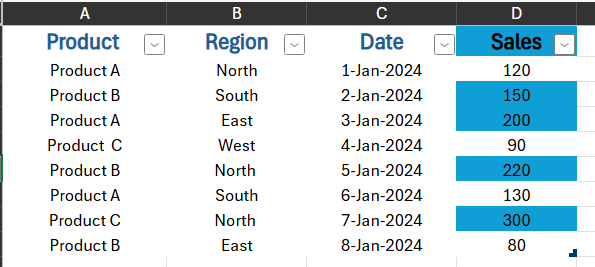 A B C D
Product Region Date Sales
Product A North 1-Jan-2024 120
Product B South 2-Jan-2024 150
Product A East 3-Jan-2024 200
Product  C West 4-Jan-2024 90
Product B North 5-Jan-2024 220
Product A South 6-Jan-2024 130
Product C North 7-Jan-2024 300
Product B East 8-Jan-2024 80